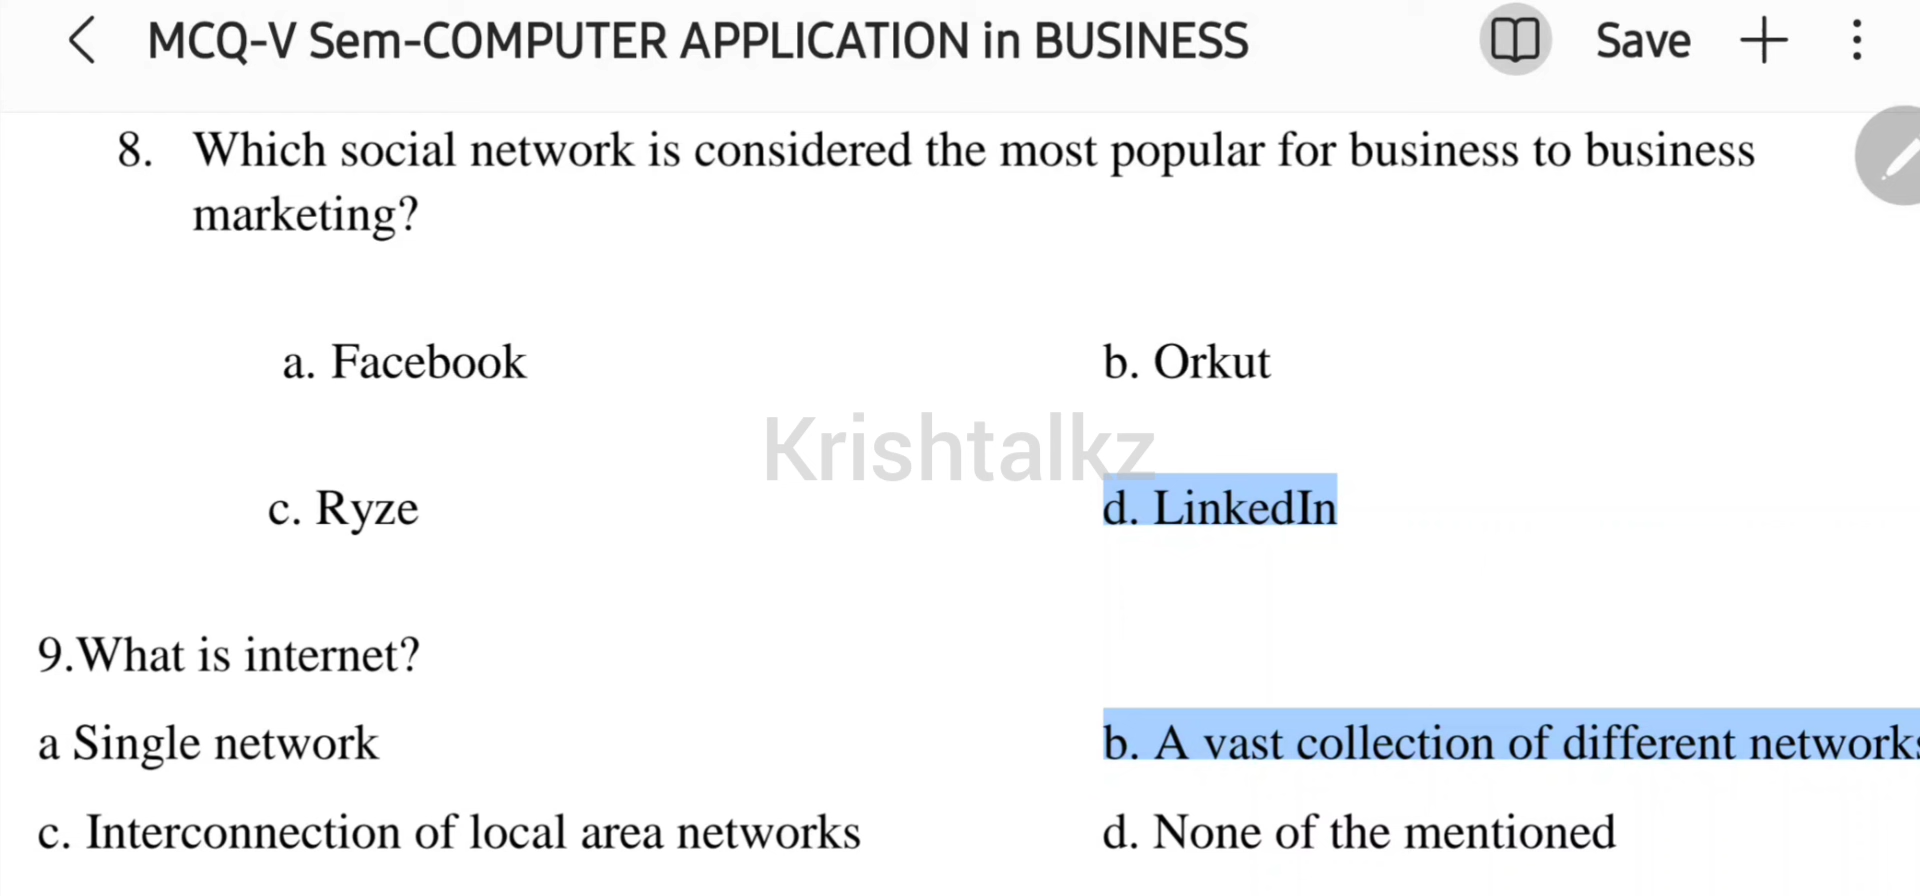 MCQ-V Sem-COMPUTER APPLICATION in BUSINESS Save
8. Which social network is considered the most popular for business to business
marketing?
a. Facebook b. Orkut
Krishtalkz
c. Ryze d. LinkedIn
9.What is internet?
a Single network b. A vast collection of different networks
c. Interconnection of local area networks d. None of the mentioned